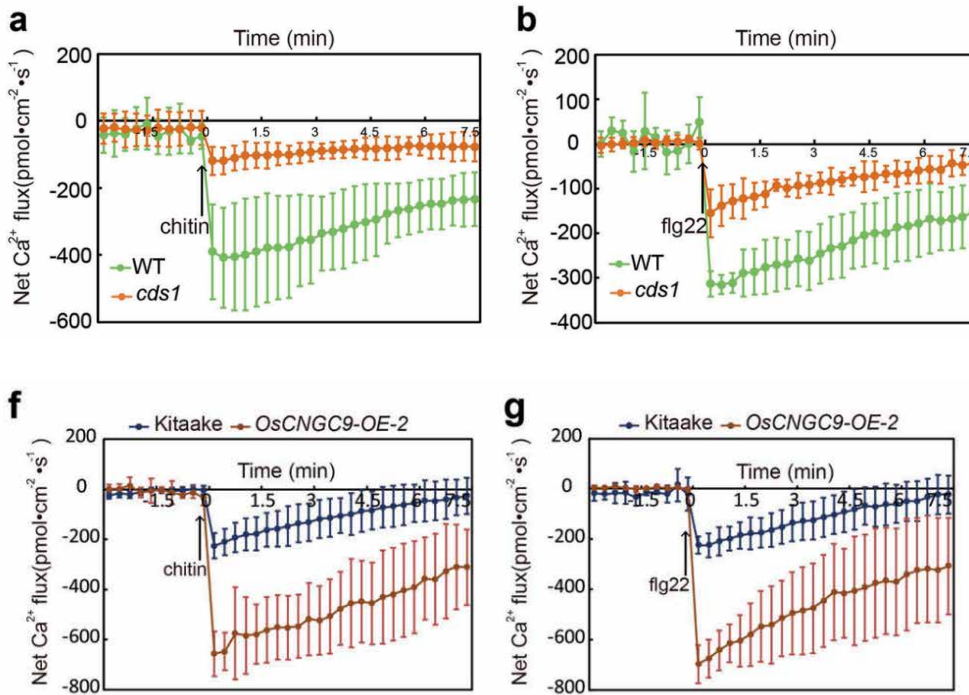 a
Time (min)
Net Ca²⁺ flux(pmol•cm⁻²•s⁻¹)
200
0
-200
-400
-600
-1.5 0 1.5 3 4.5 6 7.5
chitin
WT
cds1
b
Time (min)
Net Ca²⁺ flux(pmol•cm⁻²•s⁻¹)
200
100
0
-100
-200
-300
-400
-1.5 0 1.5 3 4.5 6 7.
flg22
WT
cds1
f
Kitaake OsCNGC9-OE-2
Time (min)
Net Ca²⁺ flux(pmol•cm⁻²•s⁻¹)
200
0
-200
-400
-600
-800
-1.5 0 1.5 3 4.5 6 7.5
chitin
g
Kitaake OsCNGC9-OE-2
Time (min)
Net Ca²⁺ flux(pmol•cm⁻²•s⁻¹)
200
0
-200
-400
-600
-800
-1.5 0 1.5 3 4.5 6 7.5
flg22